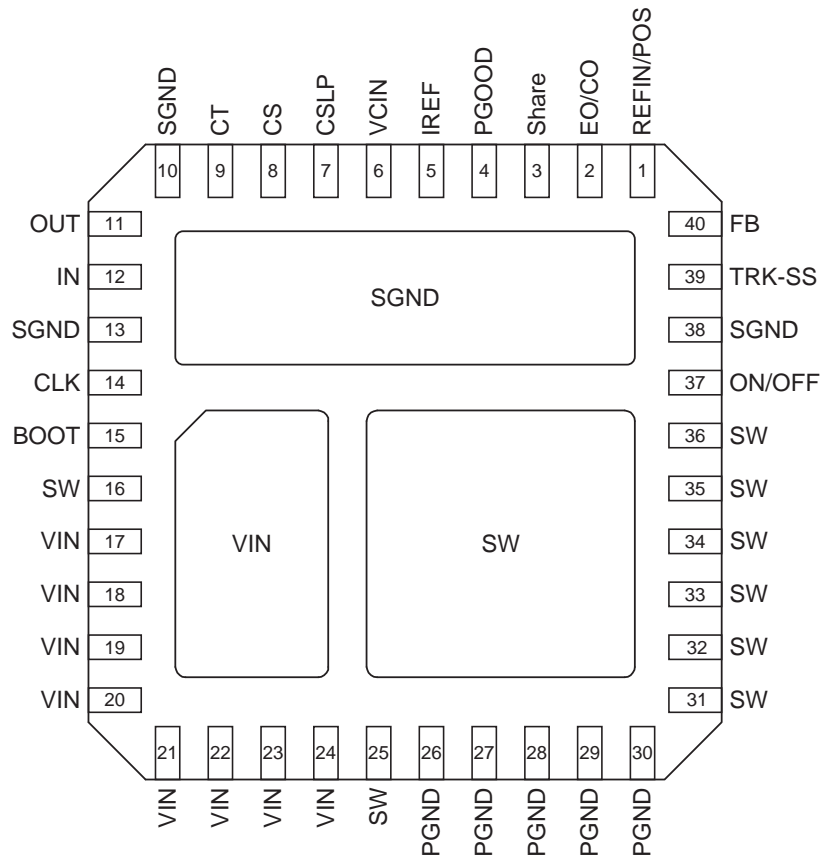 SGND
CT
CS
CSLP
VCIN
IREF
PGOOD
Share
EO/CO
REFIN/POS
10 9 8 7 6 5 4 3 2 1
OUT 11 40 FB
IN 12 39 TRK-SS
SGND
SGND 13 38 SGND
CLK 14 37 ON/OFF
BOOT 15 36 SW
SW 16 35 SW
VIN 17 34 SW
VIN
SW
VIN 18 33 SW
VIN 19 32 SW
VIN 20 31 SW
21 22 23 24 25 26 27 28 29 30
VIN
VIN
VIN
VIN
SW
PGND
PGND
PGND
PGND
PGND